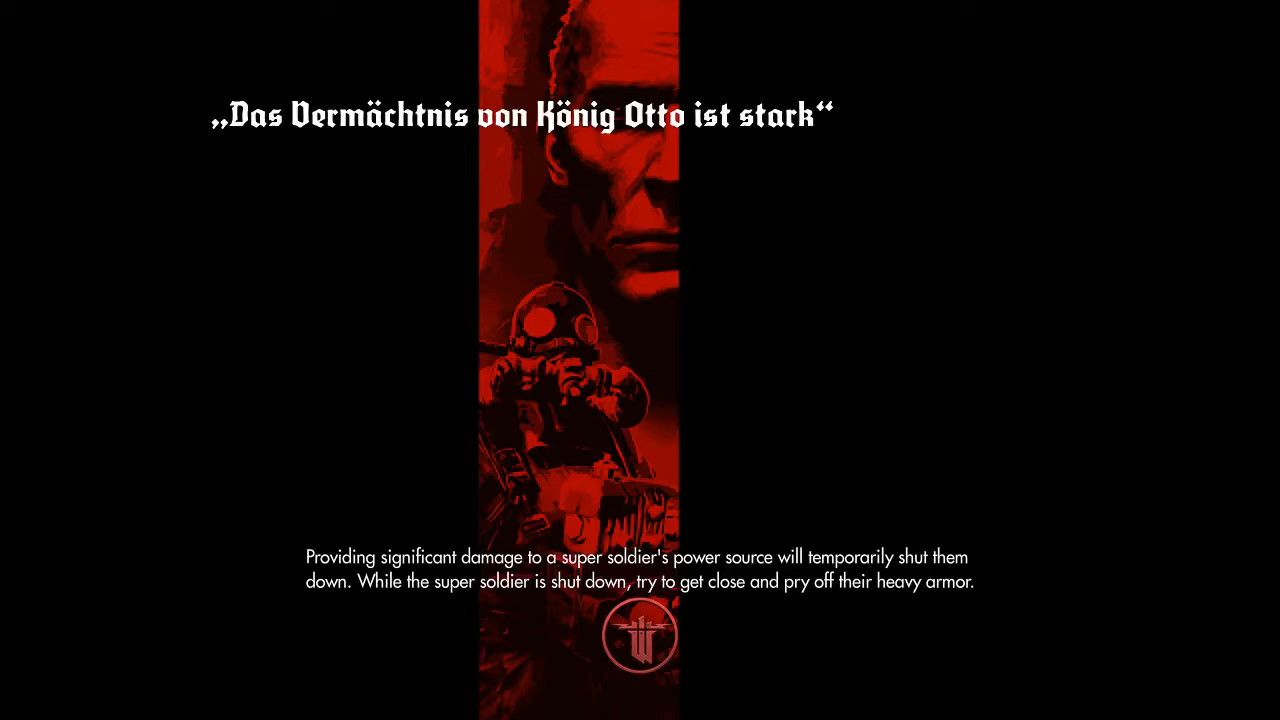 „Das Vermächtnis von König Otto ist stark“
Providing significant damage to a super soldier's power source will temporarily shut them
down. While the super soldier is shut down, try to get close and pry off their heavy armor.